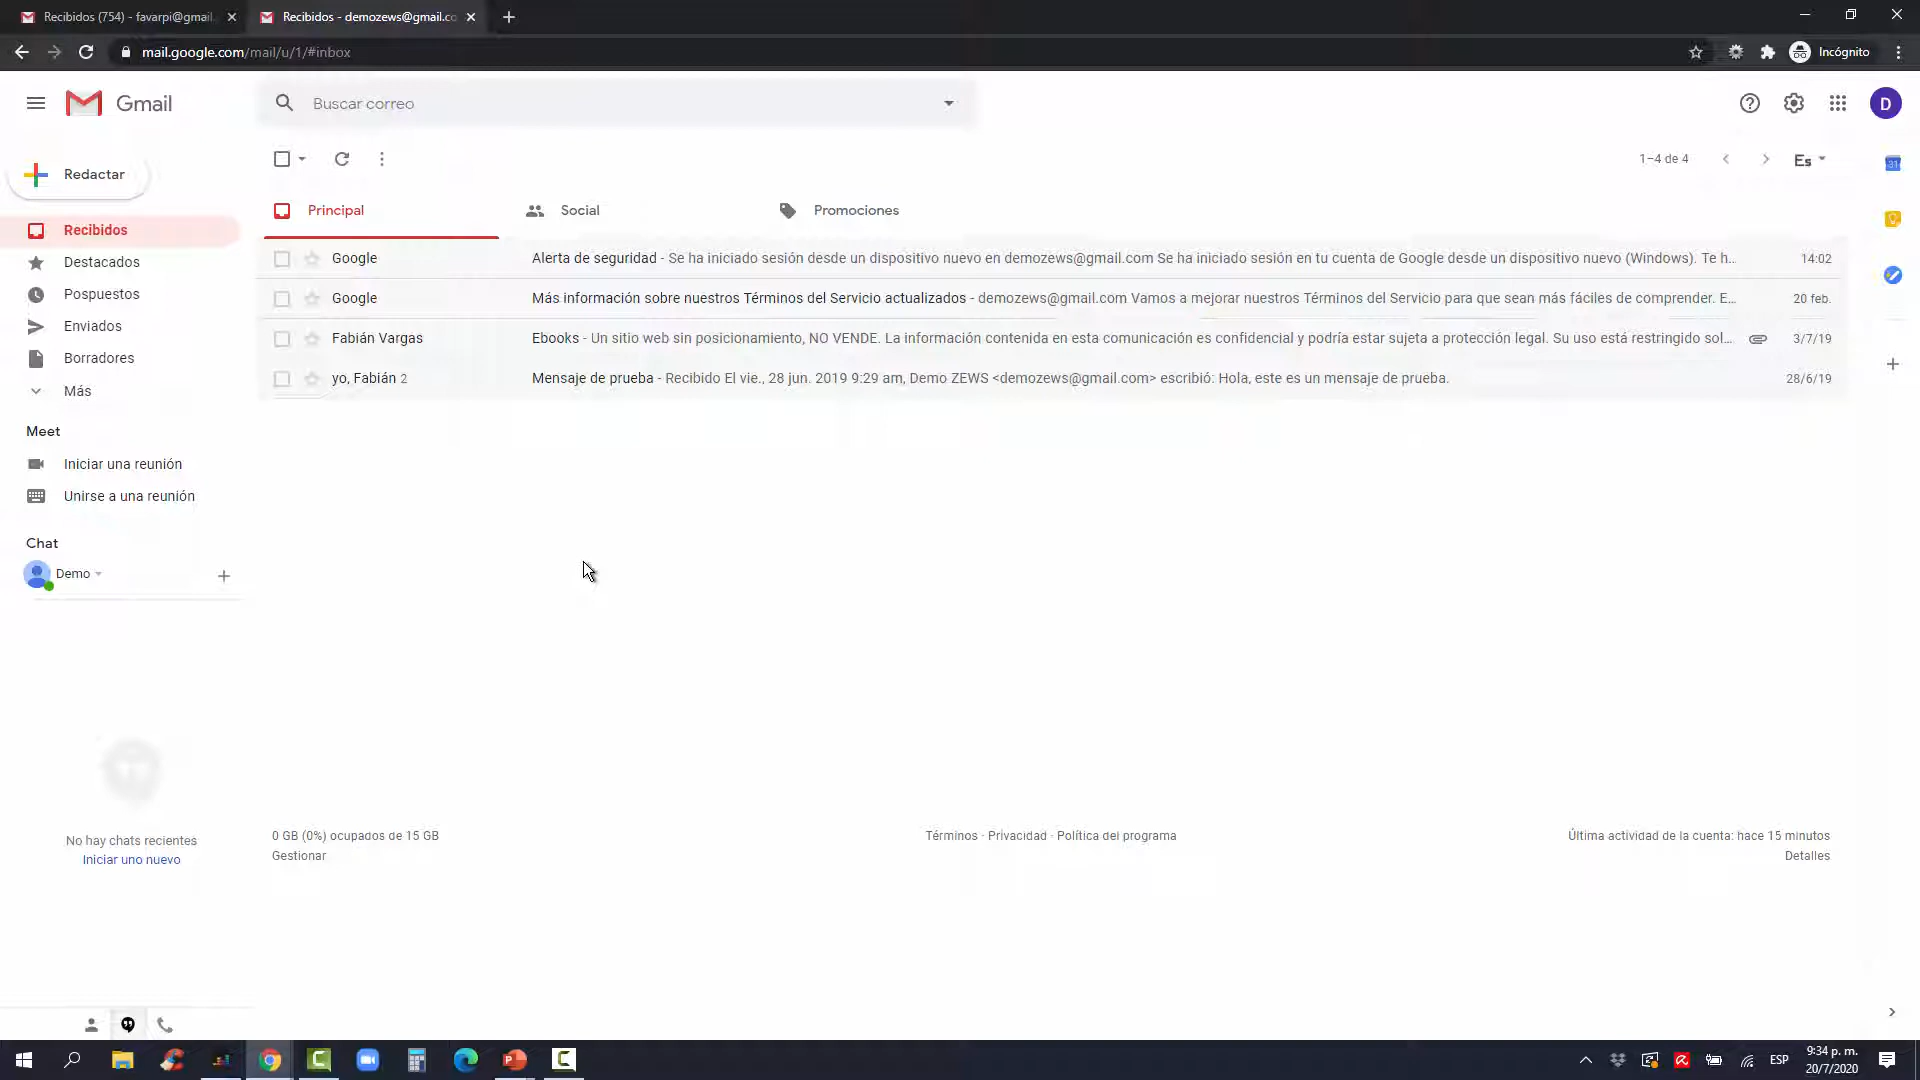 Recibidos (754) - favarpi@gmail.
Recibidos - demozews@gmail.co
mail.google.com/mail/u/1/#inbox
Incógnito
Gmail
Buscar correo
D
Redactar
1–4 de 4
Es
Principal
Social
Promociones
Recibidos
Destacados
Pospuestos
Enviados
Borradores
Más
Google Alerta de seguridad - Se ha iniciado sesión desde un dispositivo nuevo en demozews@gmail.com Se ha iniciado sesión en tu cuenta de Google desde un dispositivo nuevo (Windows). Te h... 14:02
Google Más información sobre nuestros Términos del Servicio actualizados - demozews@gmail.com Vamos a mejorar nuestros Términos del Servicio para que sean más fáciles de comprender. E... 20 feb.
Fabián Vargas Ebooks - Un sitio web sin posicionamiento, NO VENDE. La información contenida en esta comunicación es confidencial y podría estar sujeta a protección legal. Su uso está restringido sol... 3/7/19
yo, Fabián 2 Mensaje de prueba - Recibido El vie., 28 jun. 2019 9:29 am, Demo ZEWS <demozews@gmail.com> escribió: Hola, este es un mensaje de prueba. 28/6/19
Meet
Iniciar una reunión
Unirse a una reunión
Chat
Demo
No hay chats recientes
Iniciar uno nuevo
0 GB (0%) ocupados de 15 GB
Gestionar
Términos · Privacidad · Política del programa
Última actividad de la cuenta: hace 15 minutos
Detalles
31
ESP
9:34 p. m.
20/7/2020